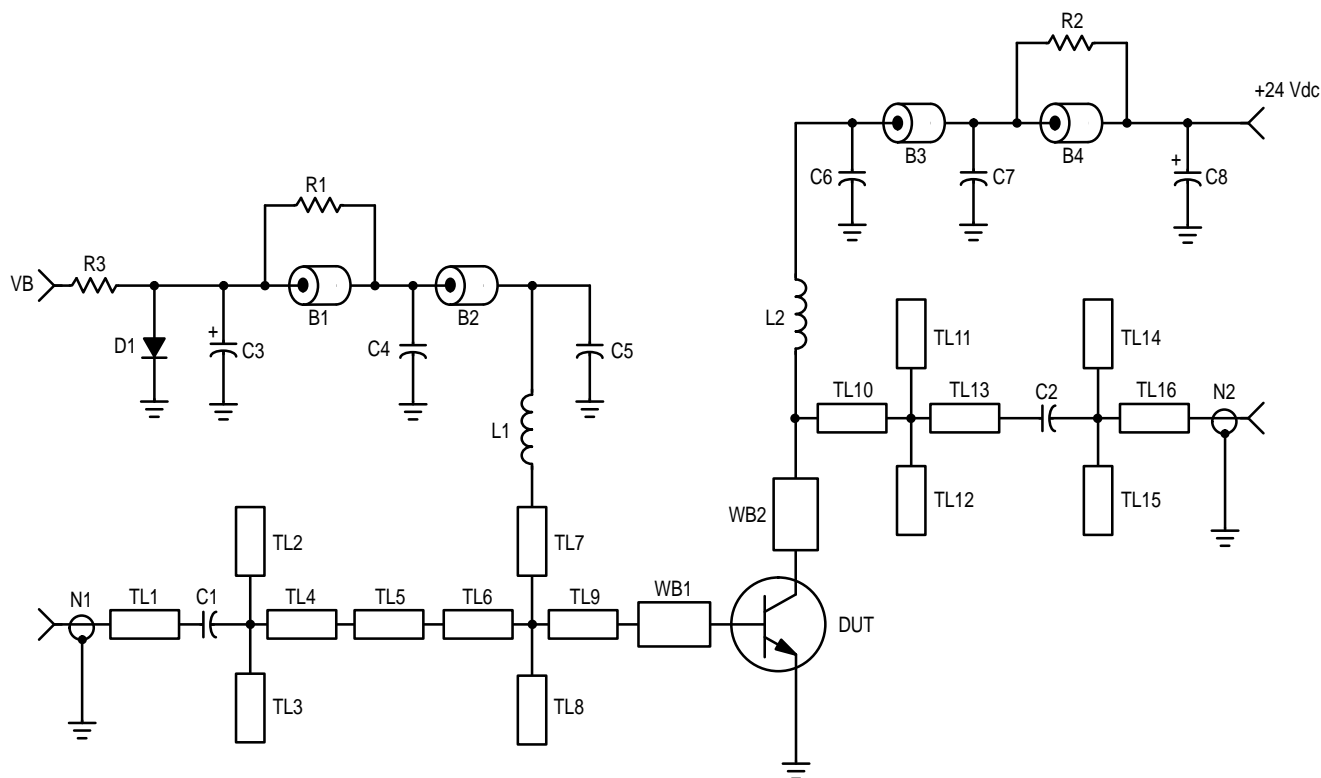 R2
+24 Vdc
B3
B4
C6
C7
+
C8
R1
R3
VB
B1
B2
L2
D1
+
C3
C4
C5
TL11
TL14
TL10
TL13
C2
TL16
N2
L1
TL12
TL15
WB2
TL2
TL7
N1
TL1
C1
TL4
TL5
TL6
TL9
WB1
DUT
TL3
TL8